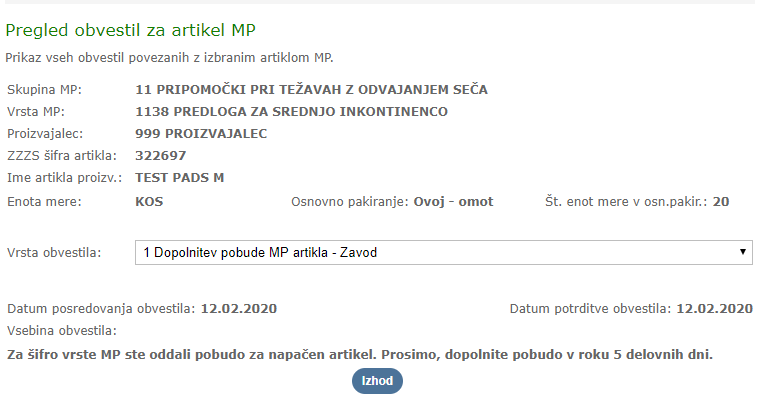 Pregled obvestil za artikel MP
Prikaz vseh obvestil povezanih z izbranim artiklom MP.
Skupina MP: 11 PRIPOMOČKI PRI TEŽAVAH Z ODVAJANJEM SEČA
Vrsta MP: 1138 PREDLOGA ZA SREDNJO INKONTINENCO
Proizvajalec: 999 PROIZVAJALEC
ZZZS šifra artikla: 322697
Ime artikla proizv.: TEST PADS M
Enota mere: KOS Osnovno pakiranje: Ovoj - omot Št. enot mere v osn.pakir.: 20
Vrsta obvestila: 1 Dopolnitev pobude MP artikla - Zavod
Datum posredovanja obvestila: 12.02.2020 Datum potrditve obvestila: 12.02.2020
Vsebina obvestila:
Za šifro vrste MP ste oddali pobudo za napačen artikel. Prosimo, dopolnite pobudo v roku 5 delovnih dni.
Izhod